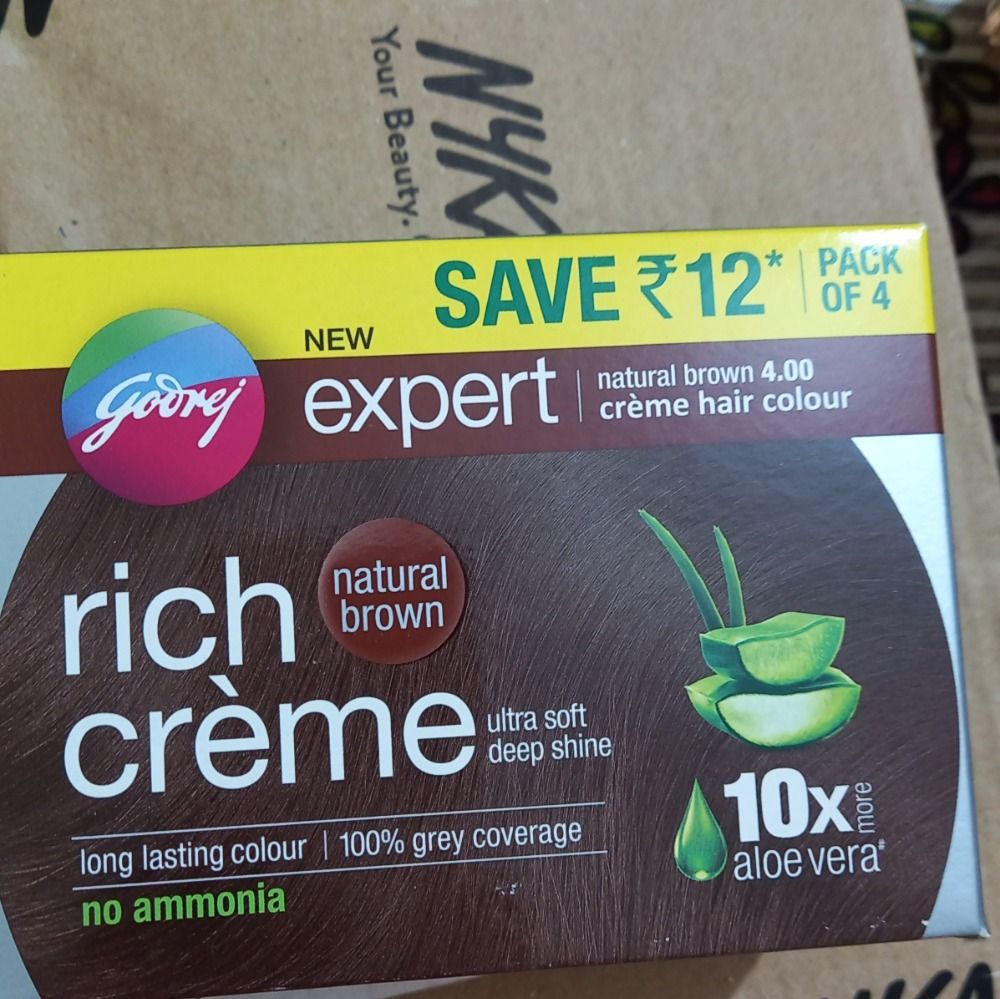 Your Beauty.
SAVE ₹12*
PACK
OF 4
Godrej
NEW
expert
natural brown 4.00
crème hair colour
rich
crème
natural
brown
ultra soft
deep shine
long lasting colour | 100% grey coverage
no ammonia
10x more
aloe vera#